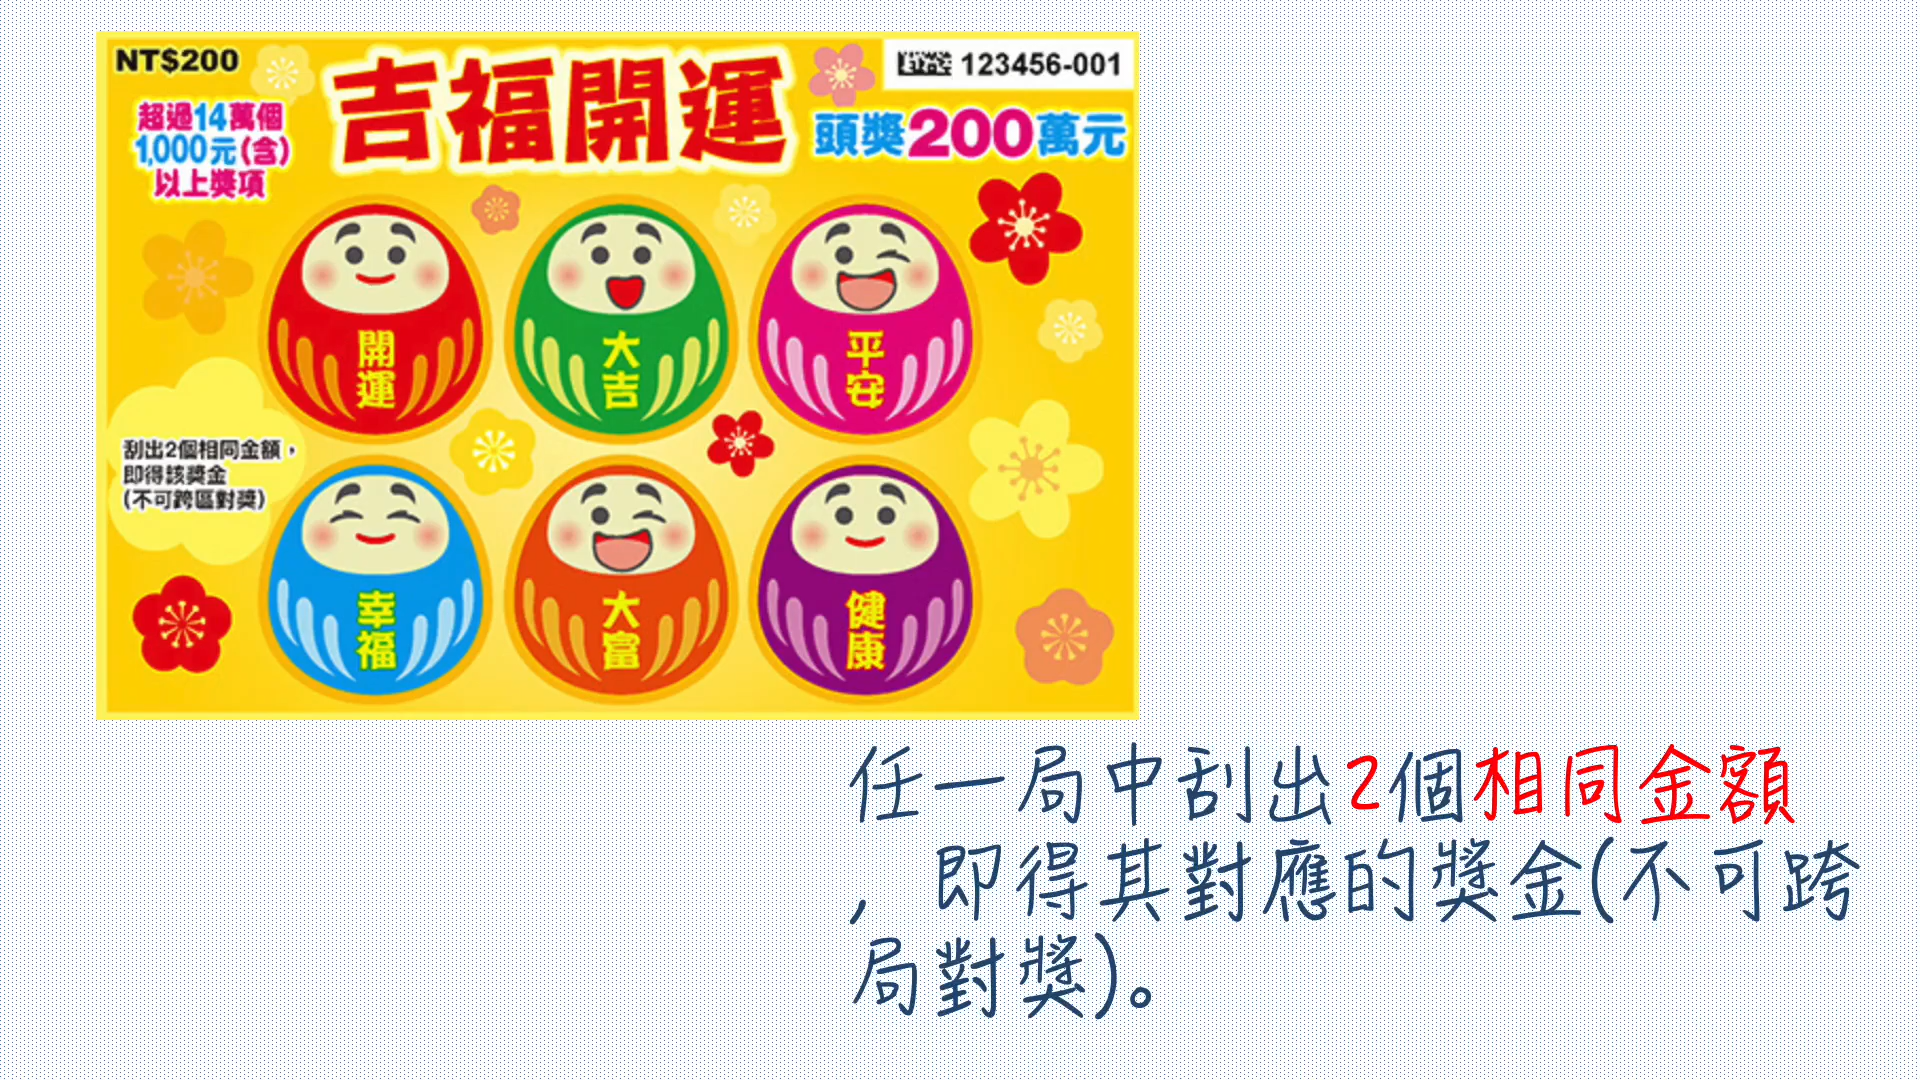 NT$200
吉福開運
123456-001
超過14萬個
1,000元(含)
以上獎項
頭獎200萬元
開運
大吉
平安
刮出2個相同金額，
即得該獎金
(不可跨區對獎)
幸福
大富
健康
任一局中刮出2個相同金額
，即得其對應的獎金(不可跨
局對獎)。